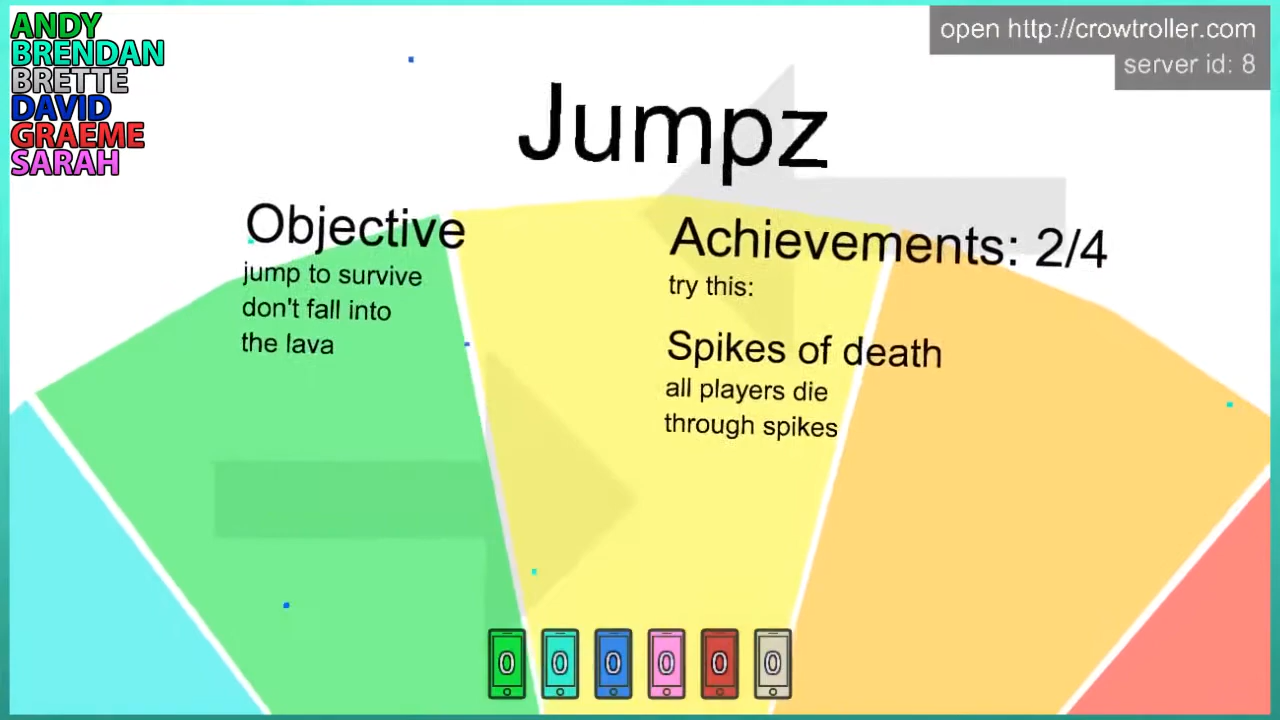 ANDY
BRENDAN
BRETTE
DAVID
GRAEME
SARAH
open http://crowtroller.com
server id: 8
Jumpz
Objective
jump to survive
don't fall into
the lava
Achievements: 2/4
try this:
Spikes of death
all players die
through spikes
0 0 0 0 0 0